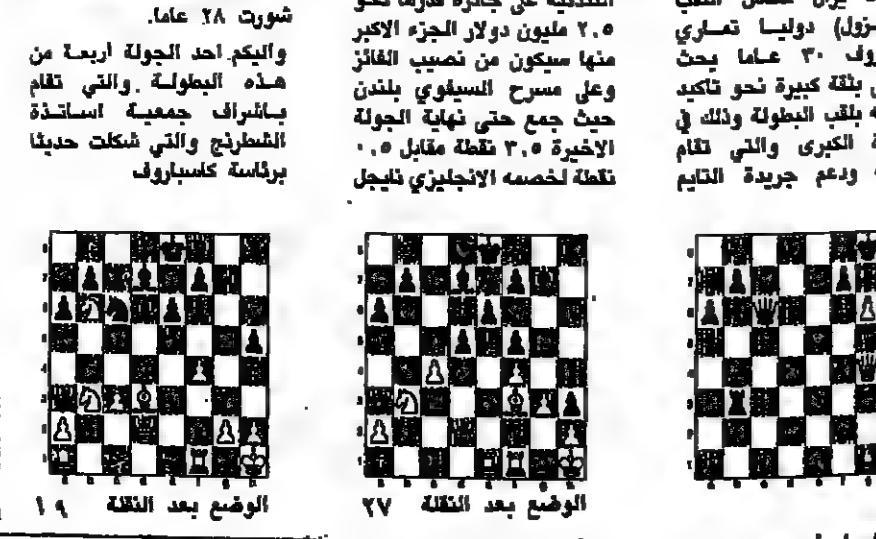 دوليا تماري
عاما يحث ٣٠
بثقة كبيرة نحو تاكيد
بلقب البطولة وذلك في
الكبرى والتي تقام
ودعم جريدة التايم
على جائزة قدرها نحو
٢,٥ مليون دولار الجزء الاكبر
منها سيكون من نصيب الفائز
وعلى مسرح السيفوي بلندن
حيث جمع حتى نهاية الجولة
الاخيرة ٣,٥ نقطة مقابل ٠,٥
نقطة لخصمه الانجليزي نايجل
شورت ٢٨ عاما.
واليكم احد الجولة اربعة من
هذه البطولة والتي تقام
باشراف جمعية اساتذة
الشطرنج والتي شكلت حديثا
برئاسة كاسباروف
الوضع بعد النقلة ٢٧
الوضع بعد النقلة ١٩